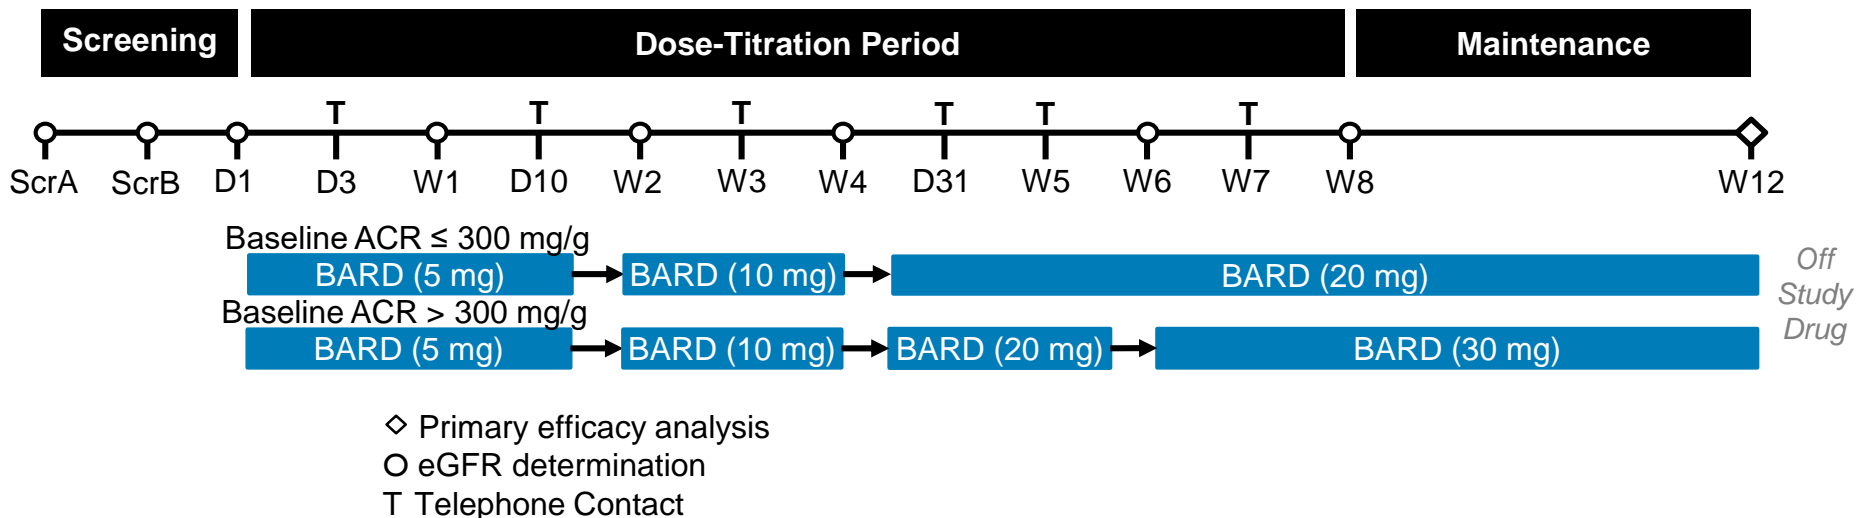 Screening Dose-Titration Period Maintenance
T T T T T T
ScrA ScrB D1 D3 W1 D10 W2 W3 W4 D31 W5 W6 W7 W8 W12
Baseline ACR ≤ 300 mg/g
BARD (5 mg) BARD (10 mg) BARD (20 mg)
Baseline ACR > 300 mg/g
BARD (5 mg) BARD (10 mg) BARD (20 mg) BARD (30 mg)
Off
Study
Drug
Primary efficacy analysis
eGFR determination
T Telephone Contact